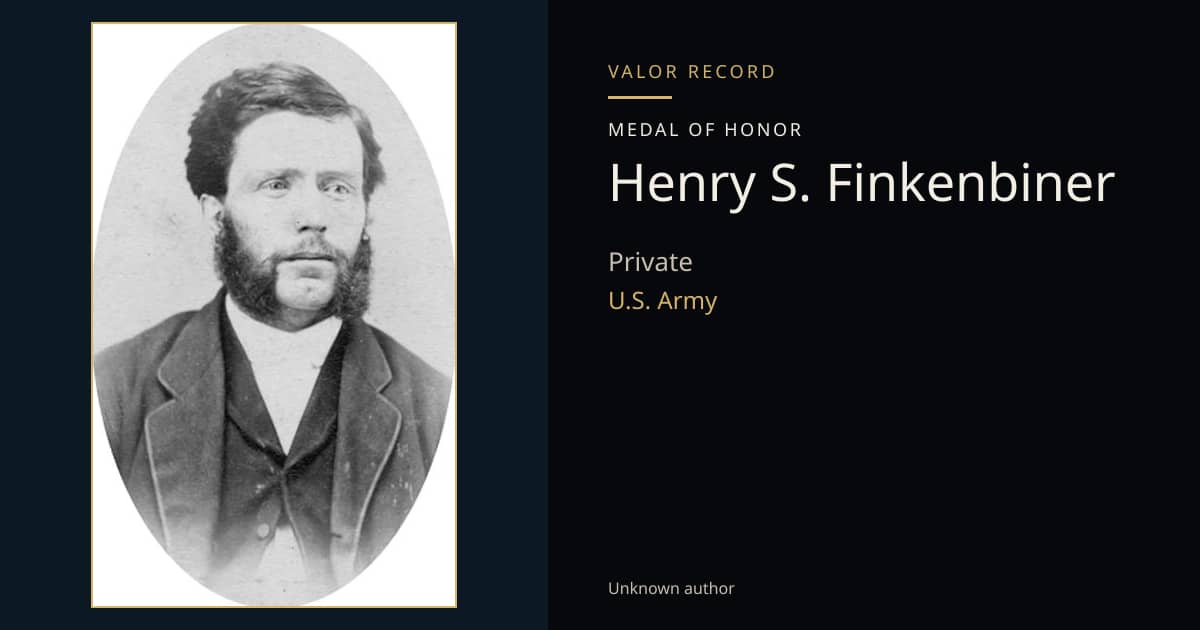 VALOR RECORD
MEDAL OF HONOR
Henry S. Finkenbiner
Private
U.S. Army
Unknown author